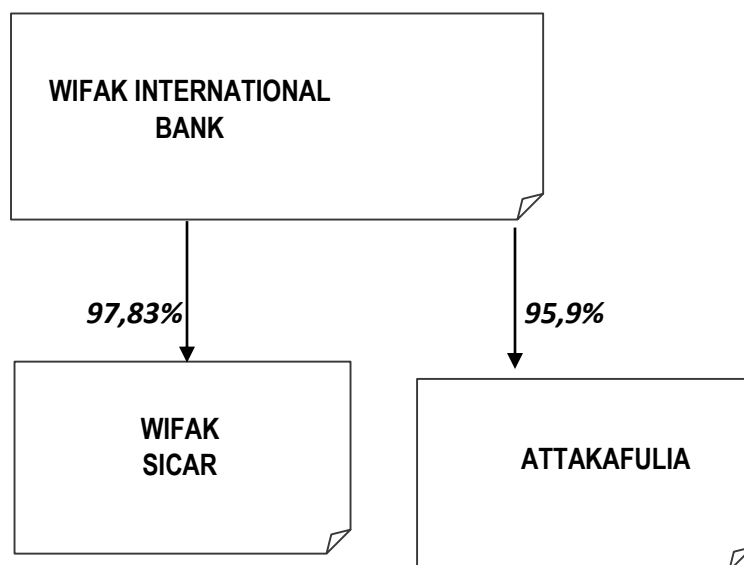 WIFAK INTERNATIONAL
BANK
97,83%
95,9%
WIFAK
SICAR
ATTAKAFULIA